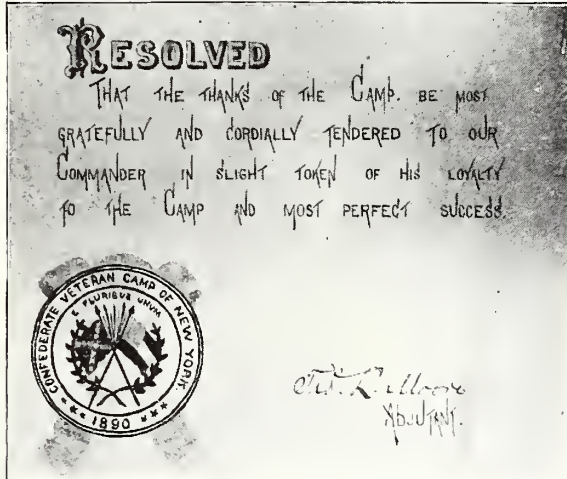 RESOLVED
THAT THE THANKS OF THE CAMP. BE MOST
GRATEFULLY AND CORDIALLY TENDERED TO OUR
COMMANDER IN SLIGHT TOKEN OF HIS LOYALTY
TO THE CAMP AND MOST PERFECT SUCCESS.
CONFEDERATE VETERAN CAMP OF NEW YORK.
E PLURIBUS UNUM
1890
Moore
ADJUTANT.